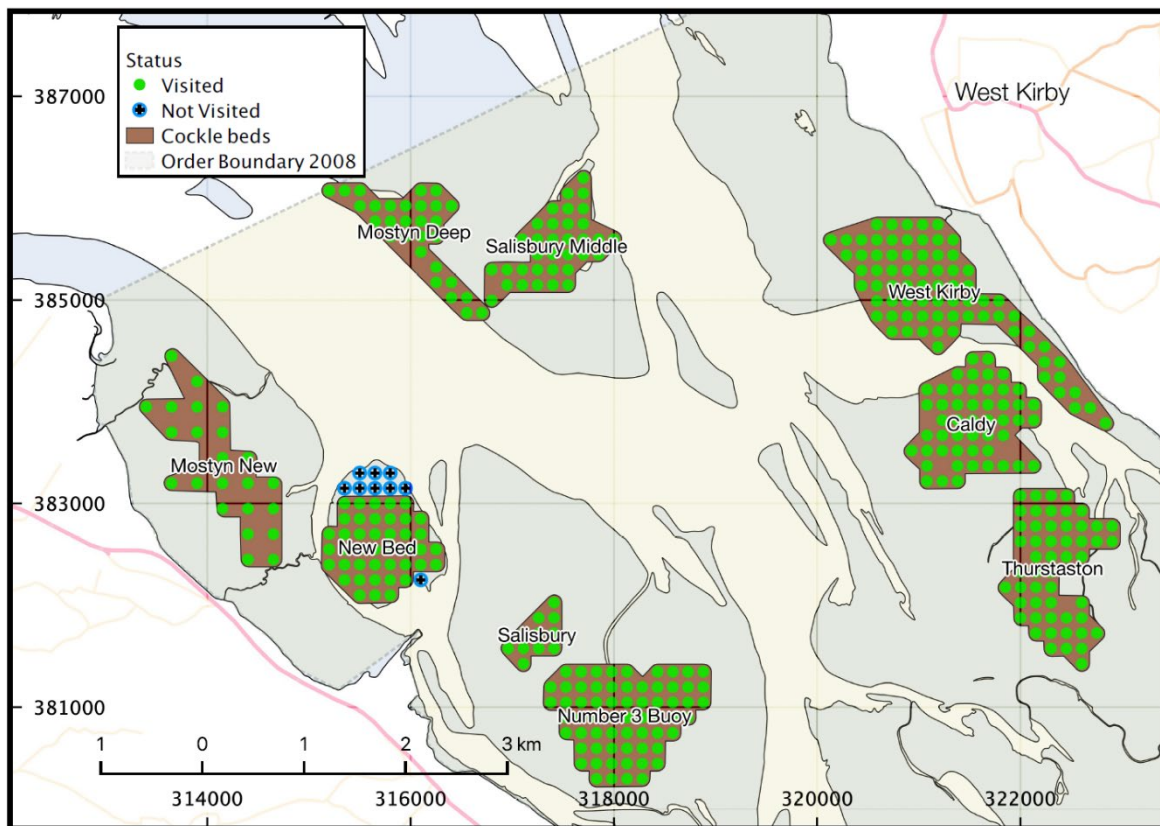 Status
Visited
Not Visited
Cockle beds
Order Boundary 2008
387000
385000
383000
381000
West Kirby
Mostyn Deep
Salisbury Middle
West Kirby
Caldy
Mostyn New
New Bed
Thurstaston
Salisbury
Number 3 Buoy
1 0 1 2 3 km
314000 316000 318000 320000 322000